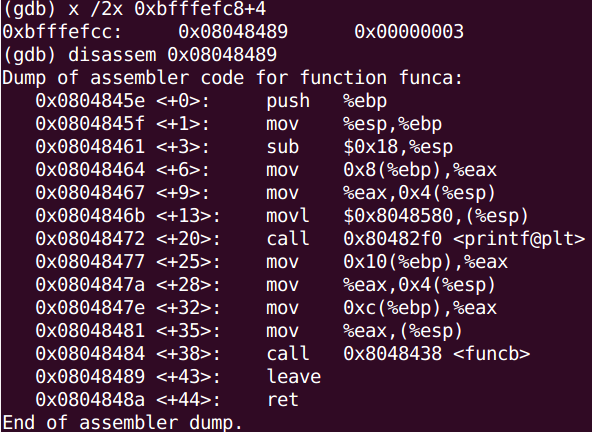 (gdb) x /2x 0xbfffefc8+4
0xbfffefcc:     0x08048489      0x00000003
(gdb) disassem 0x08048489
Dump of assembler code for function funca:
   0x0804845e <+0>:     push   %ebp
   0x0804845f <+1>:     mov    %esp,%ebp
   0x08048461 <+3>:     sub    $0x18,%esp
   0x08048464 <+6>:     mov    0x8(%ebp),%eax
   0x08048467 <+9>:     mov    %eax,0x4(%esp)
   0x0804846b <+13>:    movl   $0x8048580,(%esp)
   0x08048472 <+20>:    call   0x80482f0 <printf@plt>
   0x08048477 <+25>:    mov    0x10(%ebp),%eax
   0x0804847a <+28>:    mov    %eax,0x4(%esp)
   0x0804847e <+32>:    mov    0xc(%ebp),%eax
   0x08048481 <+35>:    mov    %eax,(%esp)
   0x08048484 <+38>:    call   0x8048438 <funcb>
   0x08048489 <+43>:    leave
   0x0804848a <+44>:    ret
End of assembler dump.